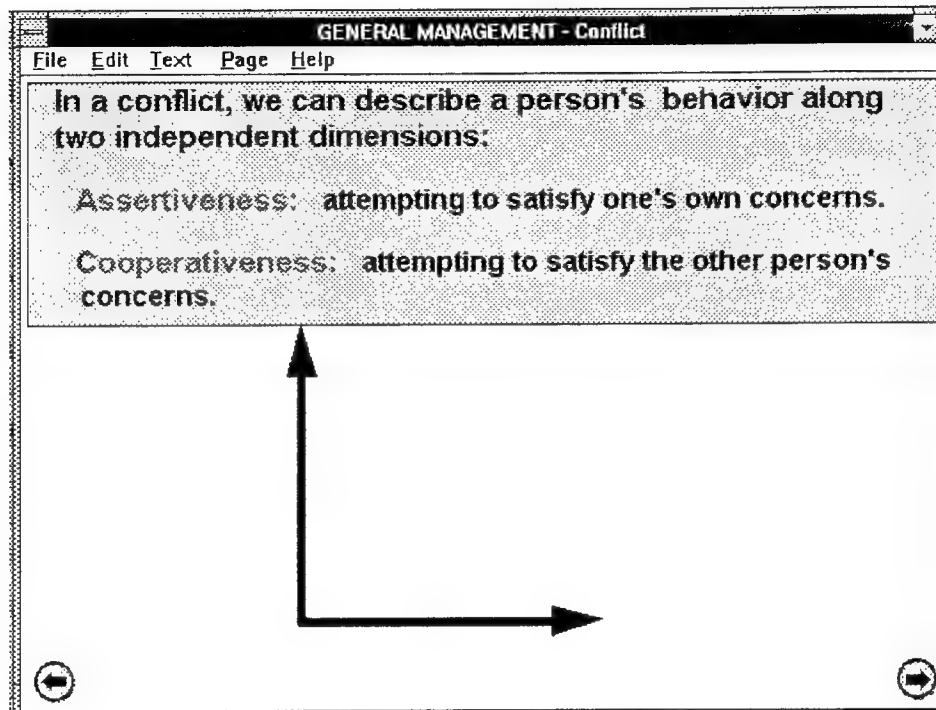 GENERAL MANAGEMENT - Conflict
File Edit Text Page Help
In a conflict, we can describe a person's behavior along
two independent dimensions:
Assertiveness: attempting to satisfy one's own concerns.
Cooperativeness: attempting to satisfy the other person's
concerns.